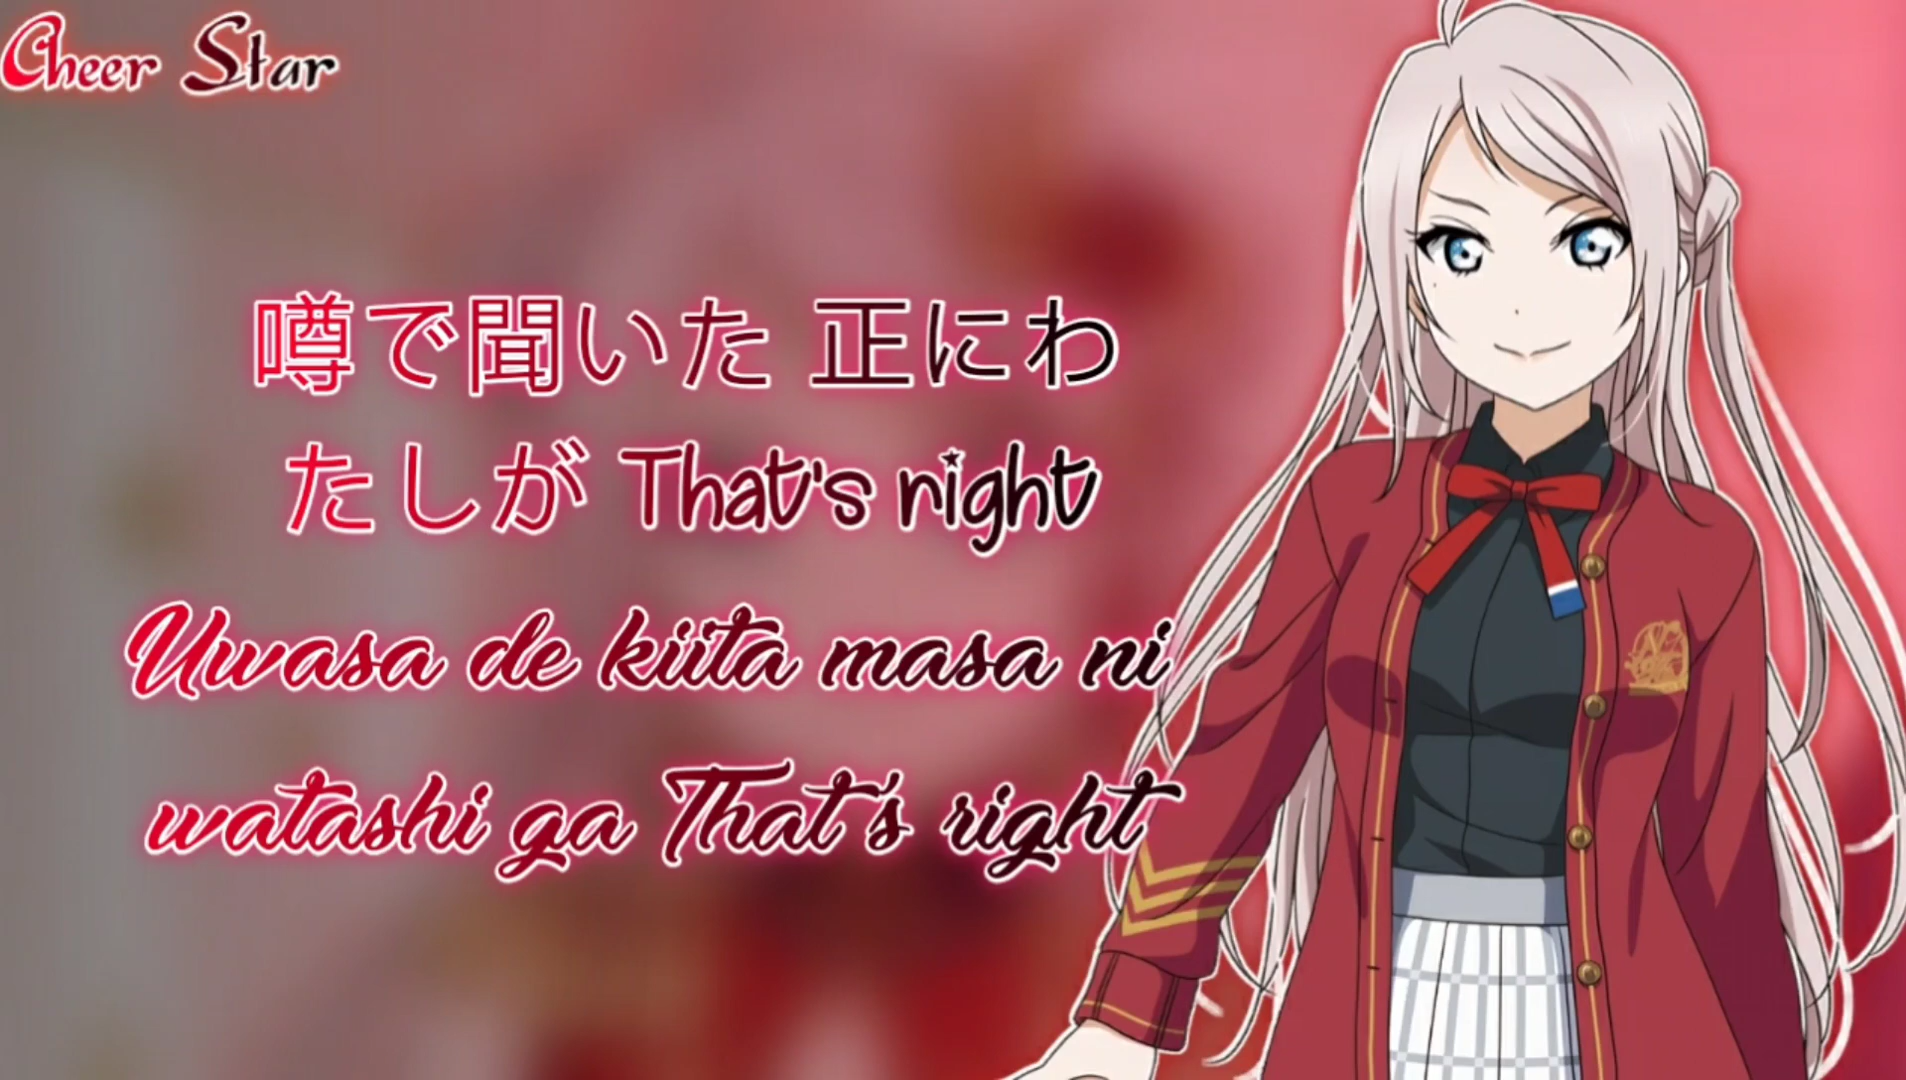 Cheer Star
噂で聞いた 正にわ
たしが That's right
Uwasa de kiita masa ni
watashi ga That's right